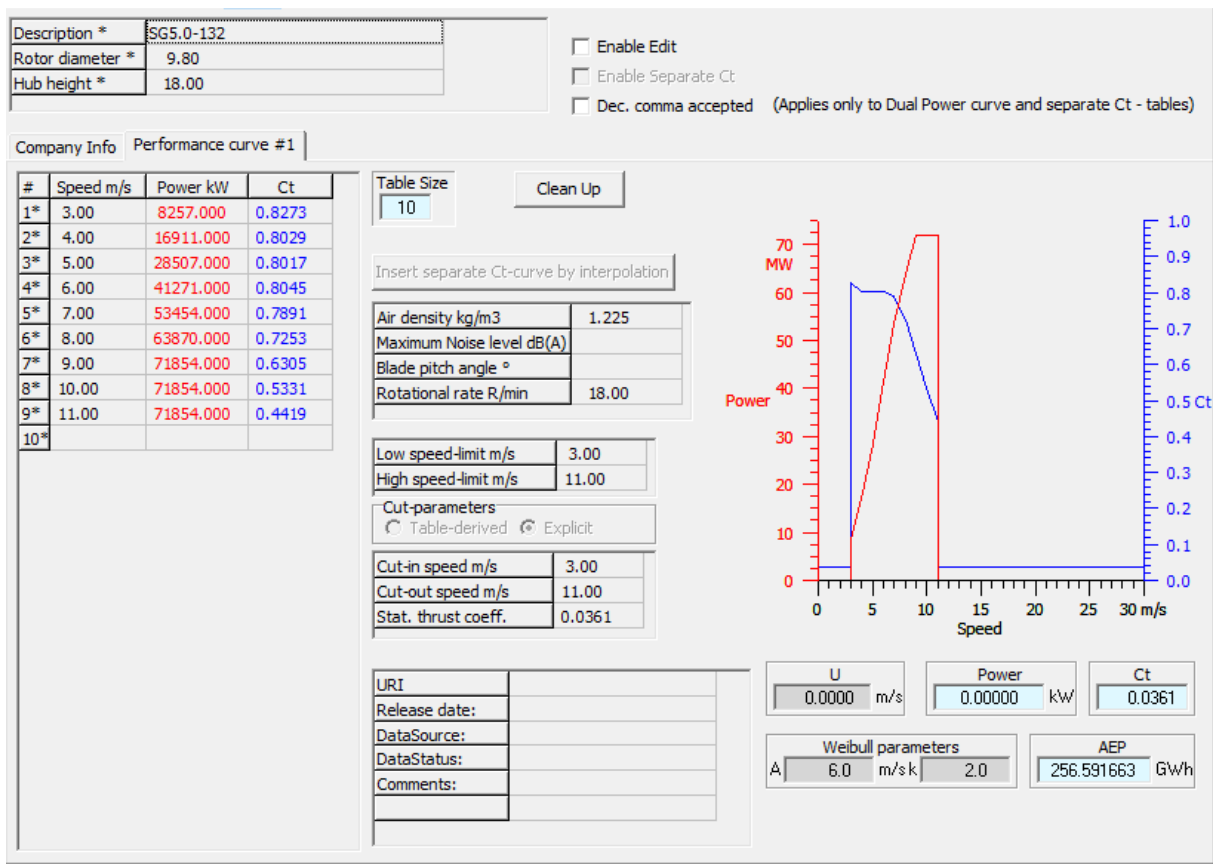 Description * SG5.0-132
Rotor diameter * 9.80
Hub height * 18.00
Enable Edit
Enable Separate Ct
Dec. comma accepted (Applies only to Dual Power curve and separate Ct - tables)
Company Info Performance curve #1
# Speed m/s Power kW Ct
1* 3.00 8257.000 0.8273
2* 4.00 16911.000 0.8029
3* 5.00 28507.000 0.8017
4* 6.00 41271.000 0.8045
5* 7.00 53454.000 0.7891
6* 8.00 63870.000 0.7253
7* 9.00 71854.000 0.6305
8* 10.00 71854.000 0.5331
9* 11.00 71854.000 0.4419
10*
Table Size
10
Clean Up
Insert separate Ct-curve by interpolation
Air density kg/m3 1.225
Maximum Noise level dB(A)
Blade pitch angle °
Rotational rate R/min 18.00
Low speed-limit m/s 3.00
High speed-limit m/s 11.00
Cut-parameters
Table-derived Explicit
Cut-in speed m/s 3.00
Cut-out speed m/s 11.00
Stat. thrust coeff. 0.0361
URI
Release date:
DataSource:
DataStatus:
Comments:
70
MW
60
50
40
Power
30
20
10
0
1.0
0.9
0.8
0.7
0.6
0.5 Ct
0.4
0.3
0.2
0.1
0.0
0 5 10 15 20 25 30 m/s
Speed
U
0.0000 m/s
Power
0.00000 kW
Ct
0.0361
Weibull parameters
A 6.0 m/s k 2.0
AEP
256.591663 GWh